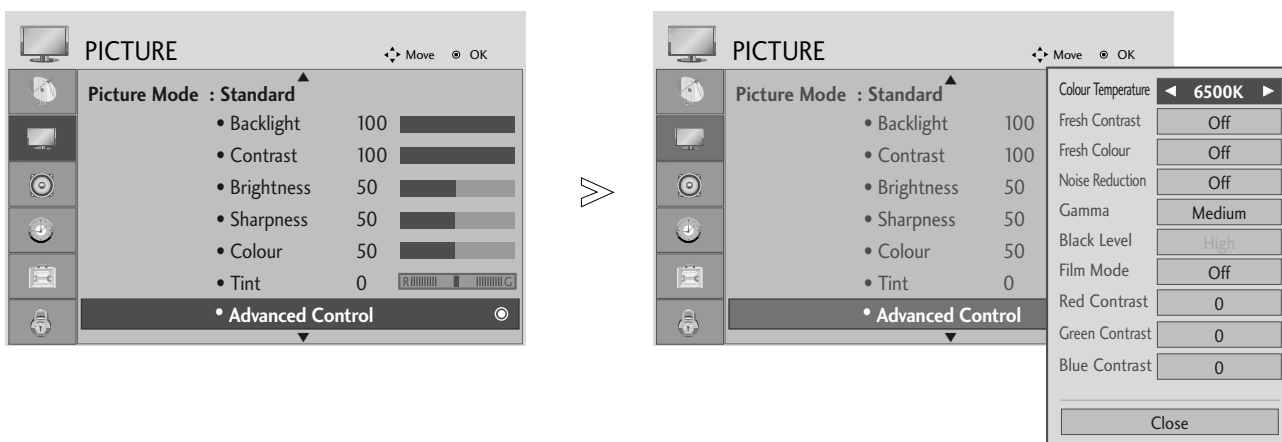 PICTURE
Move OK
Picture Mode : Standard
• Backlight 100
• Contrast 100
• Brightness 50
• Sharpness 50
• Colour 50
• Tint 0 R G
• Advanced Control
PICTURE
Move OK
Picture Mode : Standard
• Backlight 100
• Contrast 100
• Brightness 50
• Sharpness 50
• Colour 50
• Tint 0
• Advanced Control
Colour Temperature 6500K
Fresh Contrast Off
Fresh Colour Off
Noise Reduction Off
Gamma Medium
Black Level High
Film Mode Off
Red Contrast 0
Green Contrast 0
Blue Contrast 0
Close